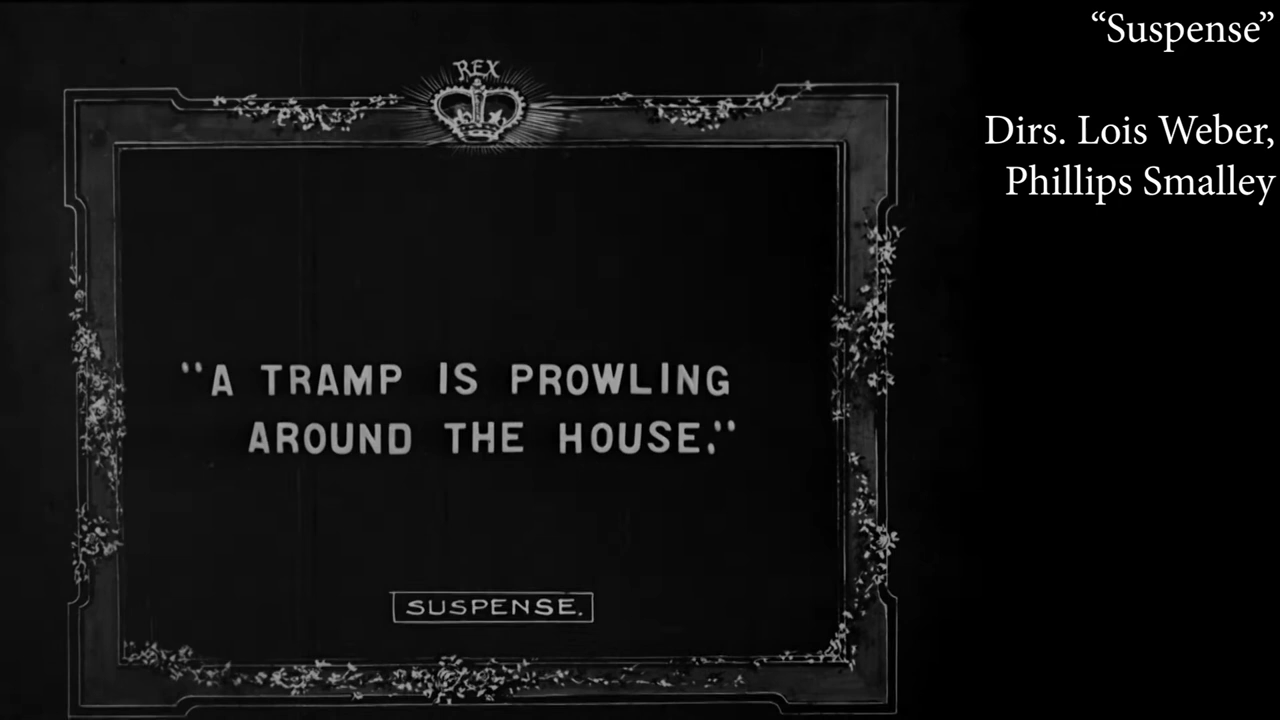 “Suspense”
Dirs. Lois Weber,
Phillips Smalley
REX
"A TRAMP IS PROWLING
AROUND THE HOUSE."
SUSPENSE.